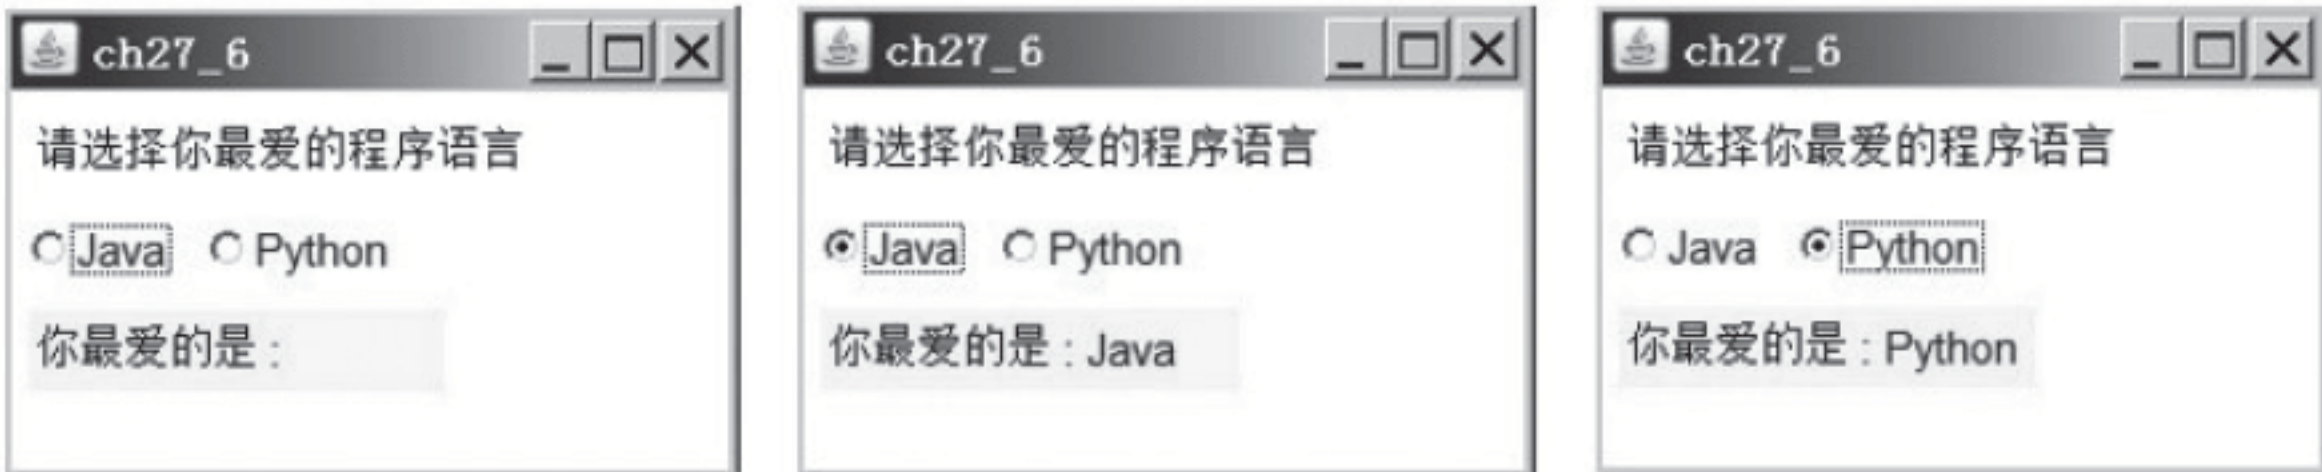 ch27_6
请选择你最爱的程序语言
Java Python
你最爱的是 :
ch27_6
请选择你最爱的程序语言
Java Python
你最爱的是 : Java
ch27_6
请选择你最爱的程序语言
Java Python
你最爱的是 : Python